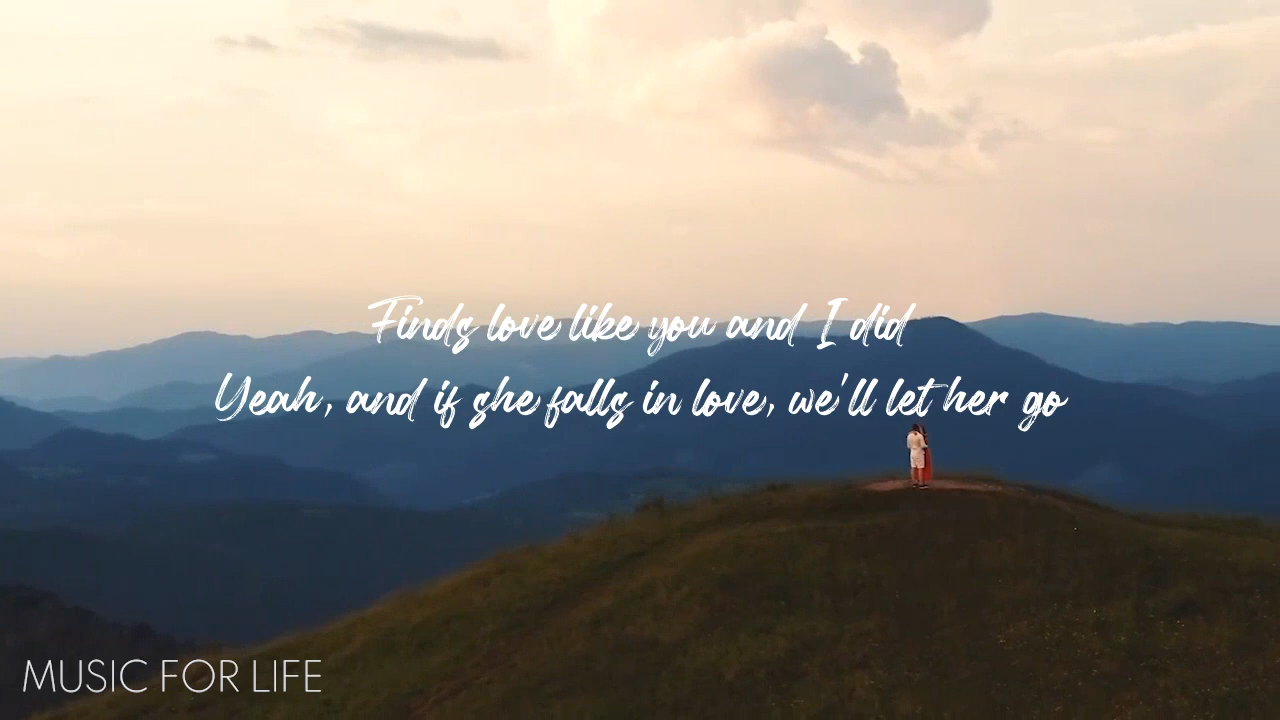 Finds love like you and I did
Yeah, and if she falls in love, we'll let her go
MUSIC FOR LIFE